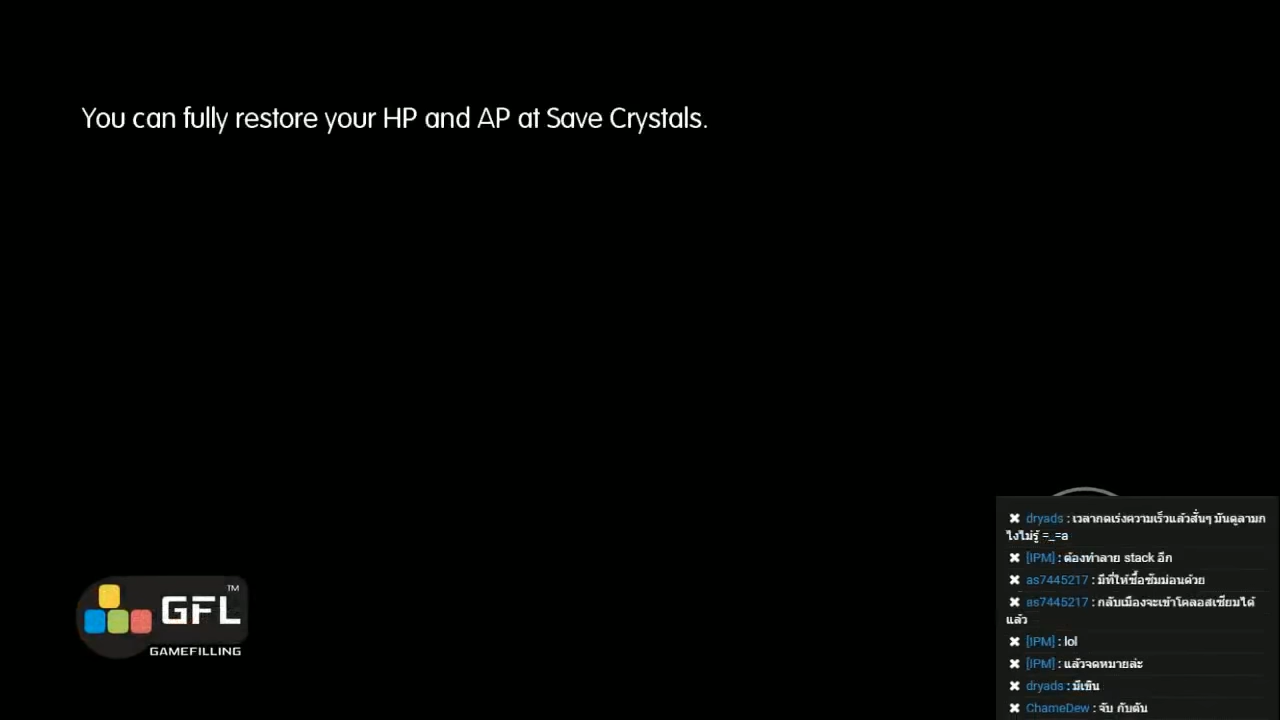 You can fully restore your HP and AP at Save Crystals.
GFL™
GAMEFILLING
✖ dryads : เวลากดเร่งความเร็วแล้วสั่นๆ มันดูลามก
ไงไม่รู้ =_=a
✖ [IPM] : ต้องทำลาย stack อีก
✖ as7445217 : มีที่ให้ซื้อซัมม่อนด้วย
✖ as7445217 : กลับเมืองจะเข้าโคลอสเซียมได้
แล้ว
✖ [IPM] : lol
✖ [IPM] : แล้วจดหมายล่ะ
✖ dryads : มีเซ็น
✖ ChameDew : จับ กับดัน